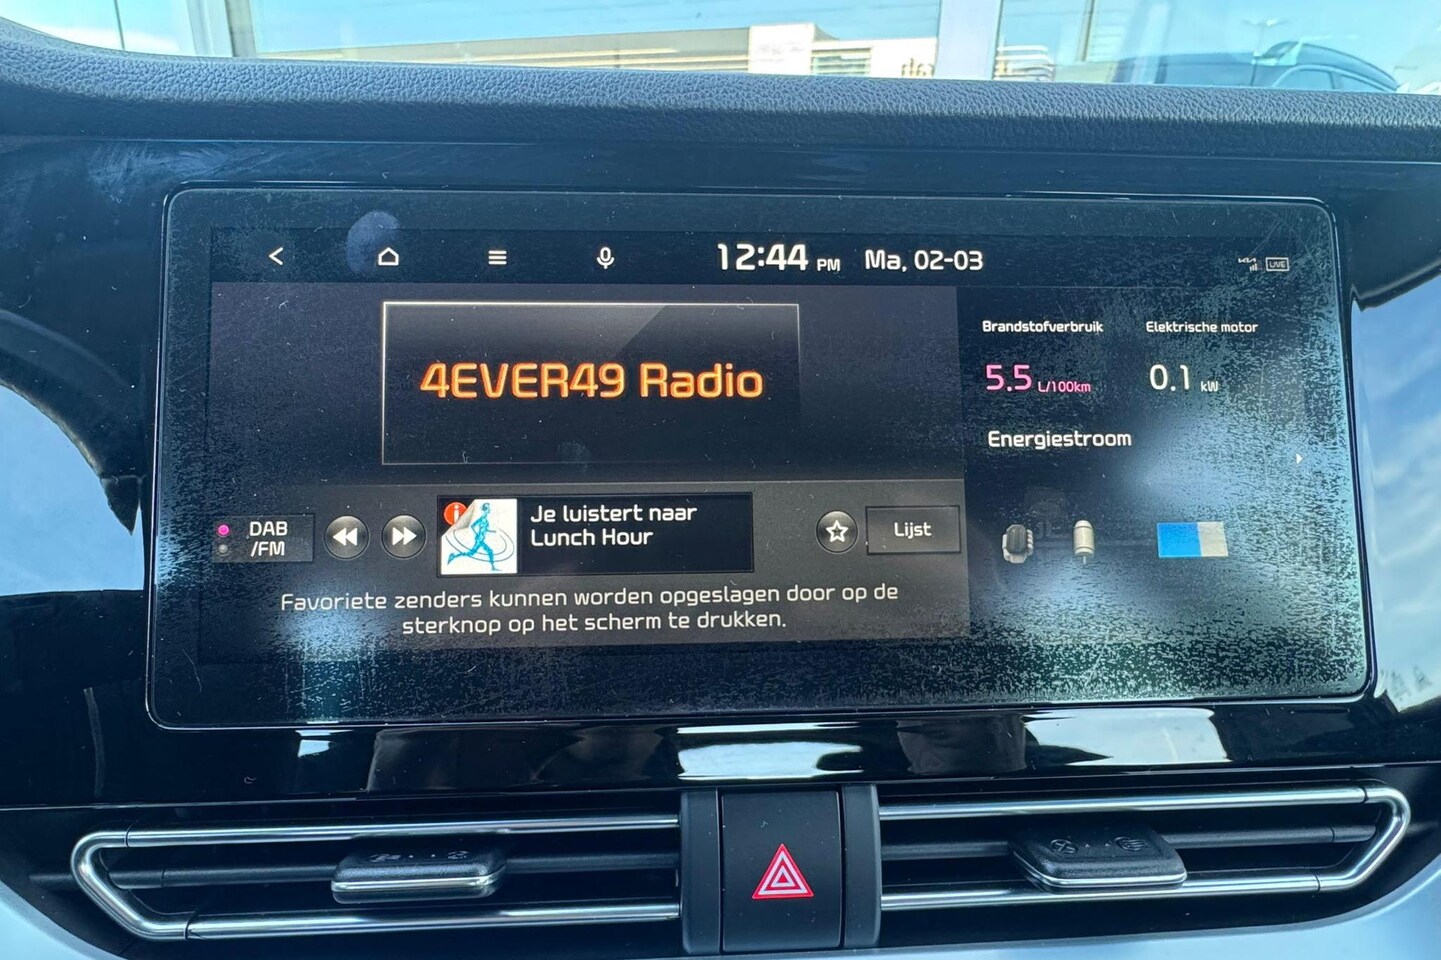 12:44 PM Ma, 02-03
LIVE
4EVER49 Radio
Brandstofverbruik Elektrische motor
5.5 L/100km 0.1 kW
Energiestroom
DAB
/FM
i
Je luistert naar
Lunch Hour
Lijst
Favoriete zenders kunnen worden opgeslagen door op de
sterknop op het scherm te drukken.